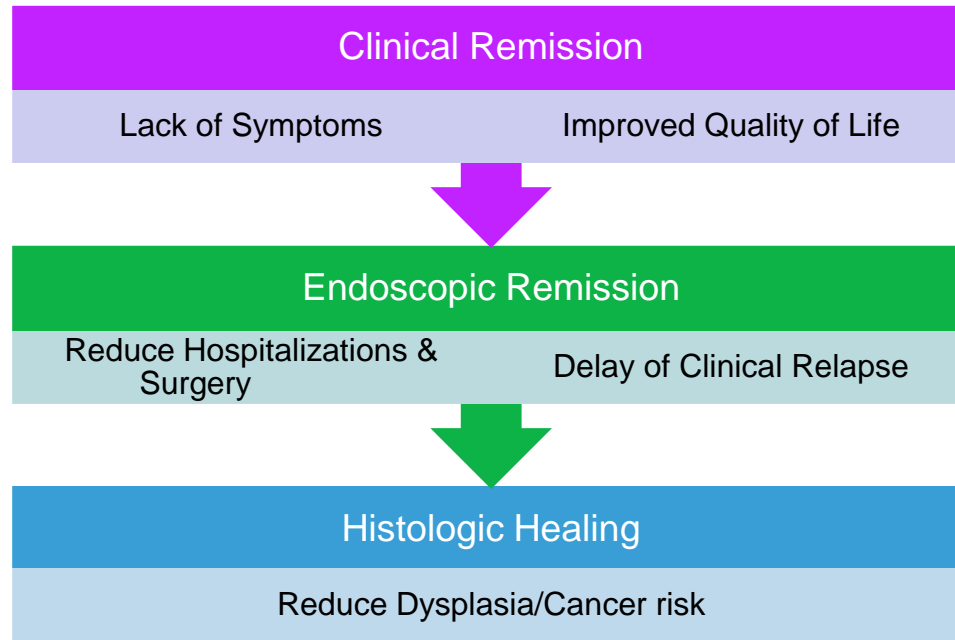 Clinical Remission
Lack of Symptoms
Improved Quality of Life
Endoscopic Remission
Reduce Hospitalizations &
Surgery
Delay of Clinical Relapse
Histologic Healing
Reduce Dysplasia/Cancer risk